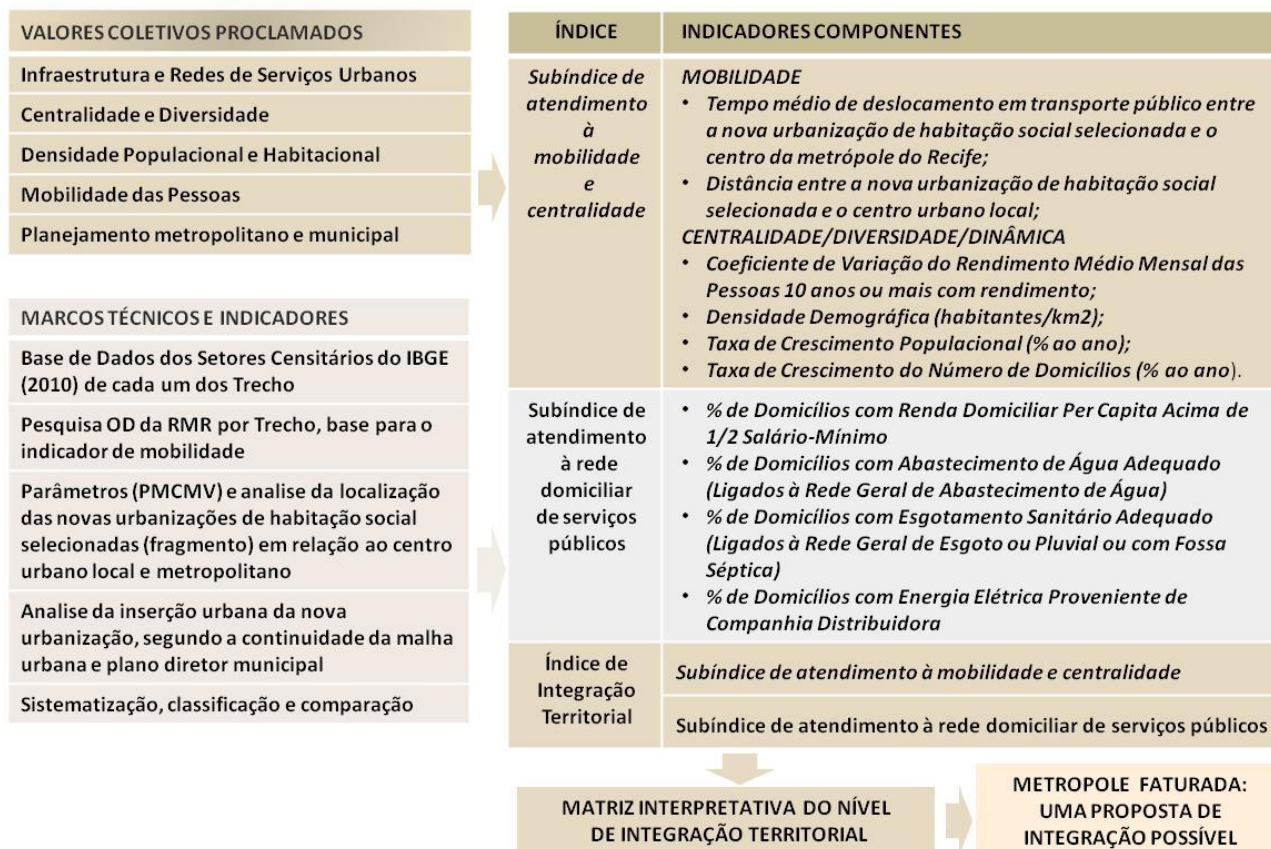 VALORES COLETIVOS PROCLAMADOS
Infraestrutura e Redes de Serviços Urbanos
Centralidade e Diversidade
Densidade Populacional e Habitacional
Mobilidade das Pessoas
Planejamento metropolitano e municipal
MARCOS TÉCNICOS E INDICADORES
Base de Dados dos Setores Censitários do IBGE
(2010) de cada um dos Trecho
Pesquisa OD da RMR por Trecho, base para o
indicador de mobilidade
Parâmetros (PMCMV) e analise da localização
das novas urbanizações de habitação social
selecionadas (fragmento) em relação ao centro
urbano local e metropolitano
Analise da inserção urbana da nova
urbanização, segundo a continuidade da malha
urbana e plano diretor municipal
Sistematização, classificação e comparação
ÍNDICE
INDICADORES COMPONENTES
Subíndice de
atendimento
à
mobilidade
e
centralidade
MOBILIDADE
• Tempo médio de deslocamento em transporte público entre
a nova urbanização de habitação social selecionada e o
centro da metrópole do Recife;
• Distância entre a nova urbanização de habitação social
selecionada e o centro urbano local;
CENTRALIDADE/DIVERSIDADE/DINÂMICA
• Coeficiente de Variação do Rendimento Médio Mensal das
Pessoas 10 anos ou mais com rendimento;
• Densidade Demográfica (habitantes/km2);
• Taxa de Crescimento Populacional (% ao ano);
• Taxa de Crescimento do Número de Domicílios (% ao ano).
Subíndice de
atendimento
à rede
domiciliar
de serviços
públicos
• % de Domicílios com Renda Domiciliar Per Capita Acima de
1/2 Salário-Mínimo
• % de Domicílios com Abastecimento de Água Adequado
(Ligados à Rede Geral de Abastecimento de Água)
• % de Domicílios com Esgotamento Sanitário Adequado
(Ligados à Rede Geral de Esgoto ou Pluvial ou com Fossa
Séptica)
• % de Domicílios com Energia Elétrica Proveniente de
Companhia Distribuidora
Índice de
Integração
Territorial
Subíndice de atendimento à mobilidade e centralidade
Subíndice de atendimento à rede domiciliar de serviços públicos
MATRIZ INTERPRETATIVA DO NÍVEL
DE INTEGRAÇÃO TERRITORIAL
METROPOLE FATURADA:
UMA PROPOSTA DE
INTEGRAÇÃO POSSÍVEL